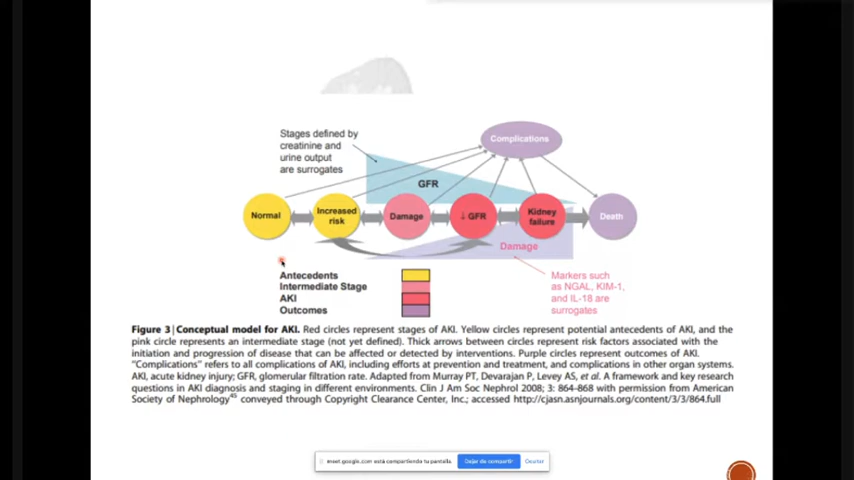 Stages defined by
creatinine and
urine output
are surrogates
Complications
GFR
Normal
Increased
risk
Damage
↓ GFR
Kidney
failure
Death
Damage
Antecedents
Intermediate Stage
AKI
Outcomes
Markers such
as NGAL, KIM-1,
and IL-18 are
surrogates
Figure 3 | Conceptual model for AKI. Red circles represent stages of AKI. Yellow circles represent potential antecedents of AKI, and the
pink circle represents an intermediate stage (not yet defined). Thick arrows between circles represent risk factors associated with the
initiation and progression of disease that can be affected or detected by interventions. Purple circles represent outcomes of AKI.
“Complications” refers to all complications of AKI, including efforts at prevention and treatment, and complications in other organ systems.
AKI, acute kidney injury; GFR, glomerular filtration rate. Adapted from Murray PT, Devarajan P, Levey AS, et al. A framework and key research
questions in AKI diagnosis and staging in different environments. Clin J Am Soc Nephrol 2008; 3: 864-868 with permission from American
Society of Nephrology45 conveyed through Copyright Clearance Center, Inc.; accessed http://cjasn.asnjournals.org/content/3/3/864.full
meet.google.com está compartiendo tu pantalla. Dejar de compartir Ocultar